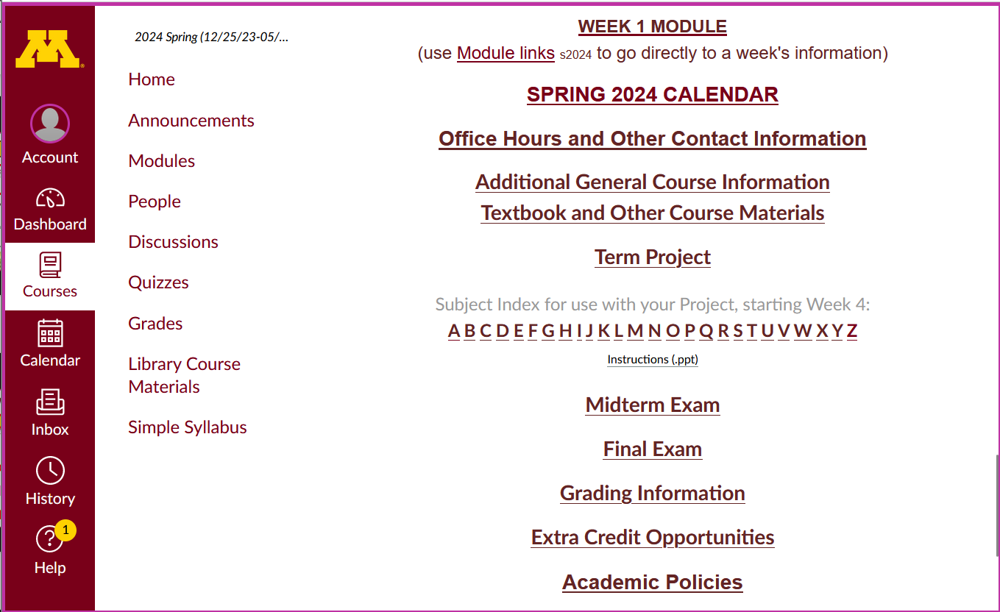 M
Account
Dashboard
Courses
Calendar
Inbox
History
1
Help
2024 Spring (12/25/23-05/...
Home
Announcements
Modules
People
Discussions
Quizzes
Grades
Library Course
Materials
Simple Syllabus
WEEK 1 MODULE
(use Module links s2024 to go directly to a week's information)
SPRING 2024 CALENDAR
Office Hours and Other Contact Information
Additional General Course Information
Textbook and Other Course Materials
Term Project
Subject Index for use with your Project, starting Week 4:
A B C D E F G H I J K L M N O P Q R S T U V W X Y Z
Instructions (.ppt)
Midterm Exam
Final Exam
Grading Information
Extra Credit Opportunities
Academic Policies